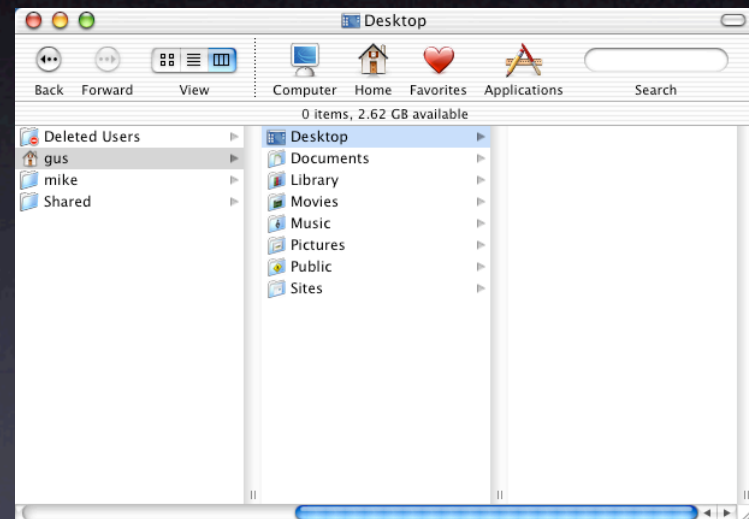 Desktop
Back Forward View Computer Home Favorites Applications Search
0 items, 2.62 GB available
Deleted Users
gus
mike
Shared
Desktop
Documents
Library
Movies
Music
Pictures
Public
Sites